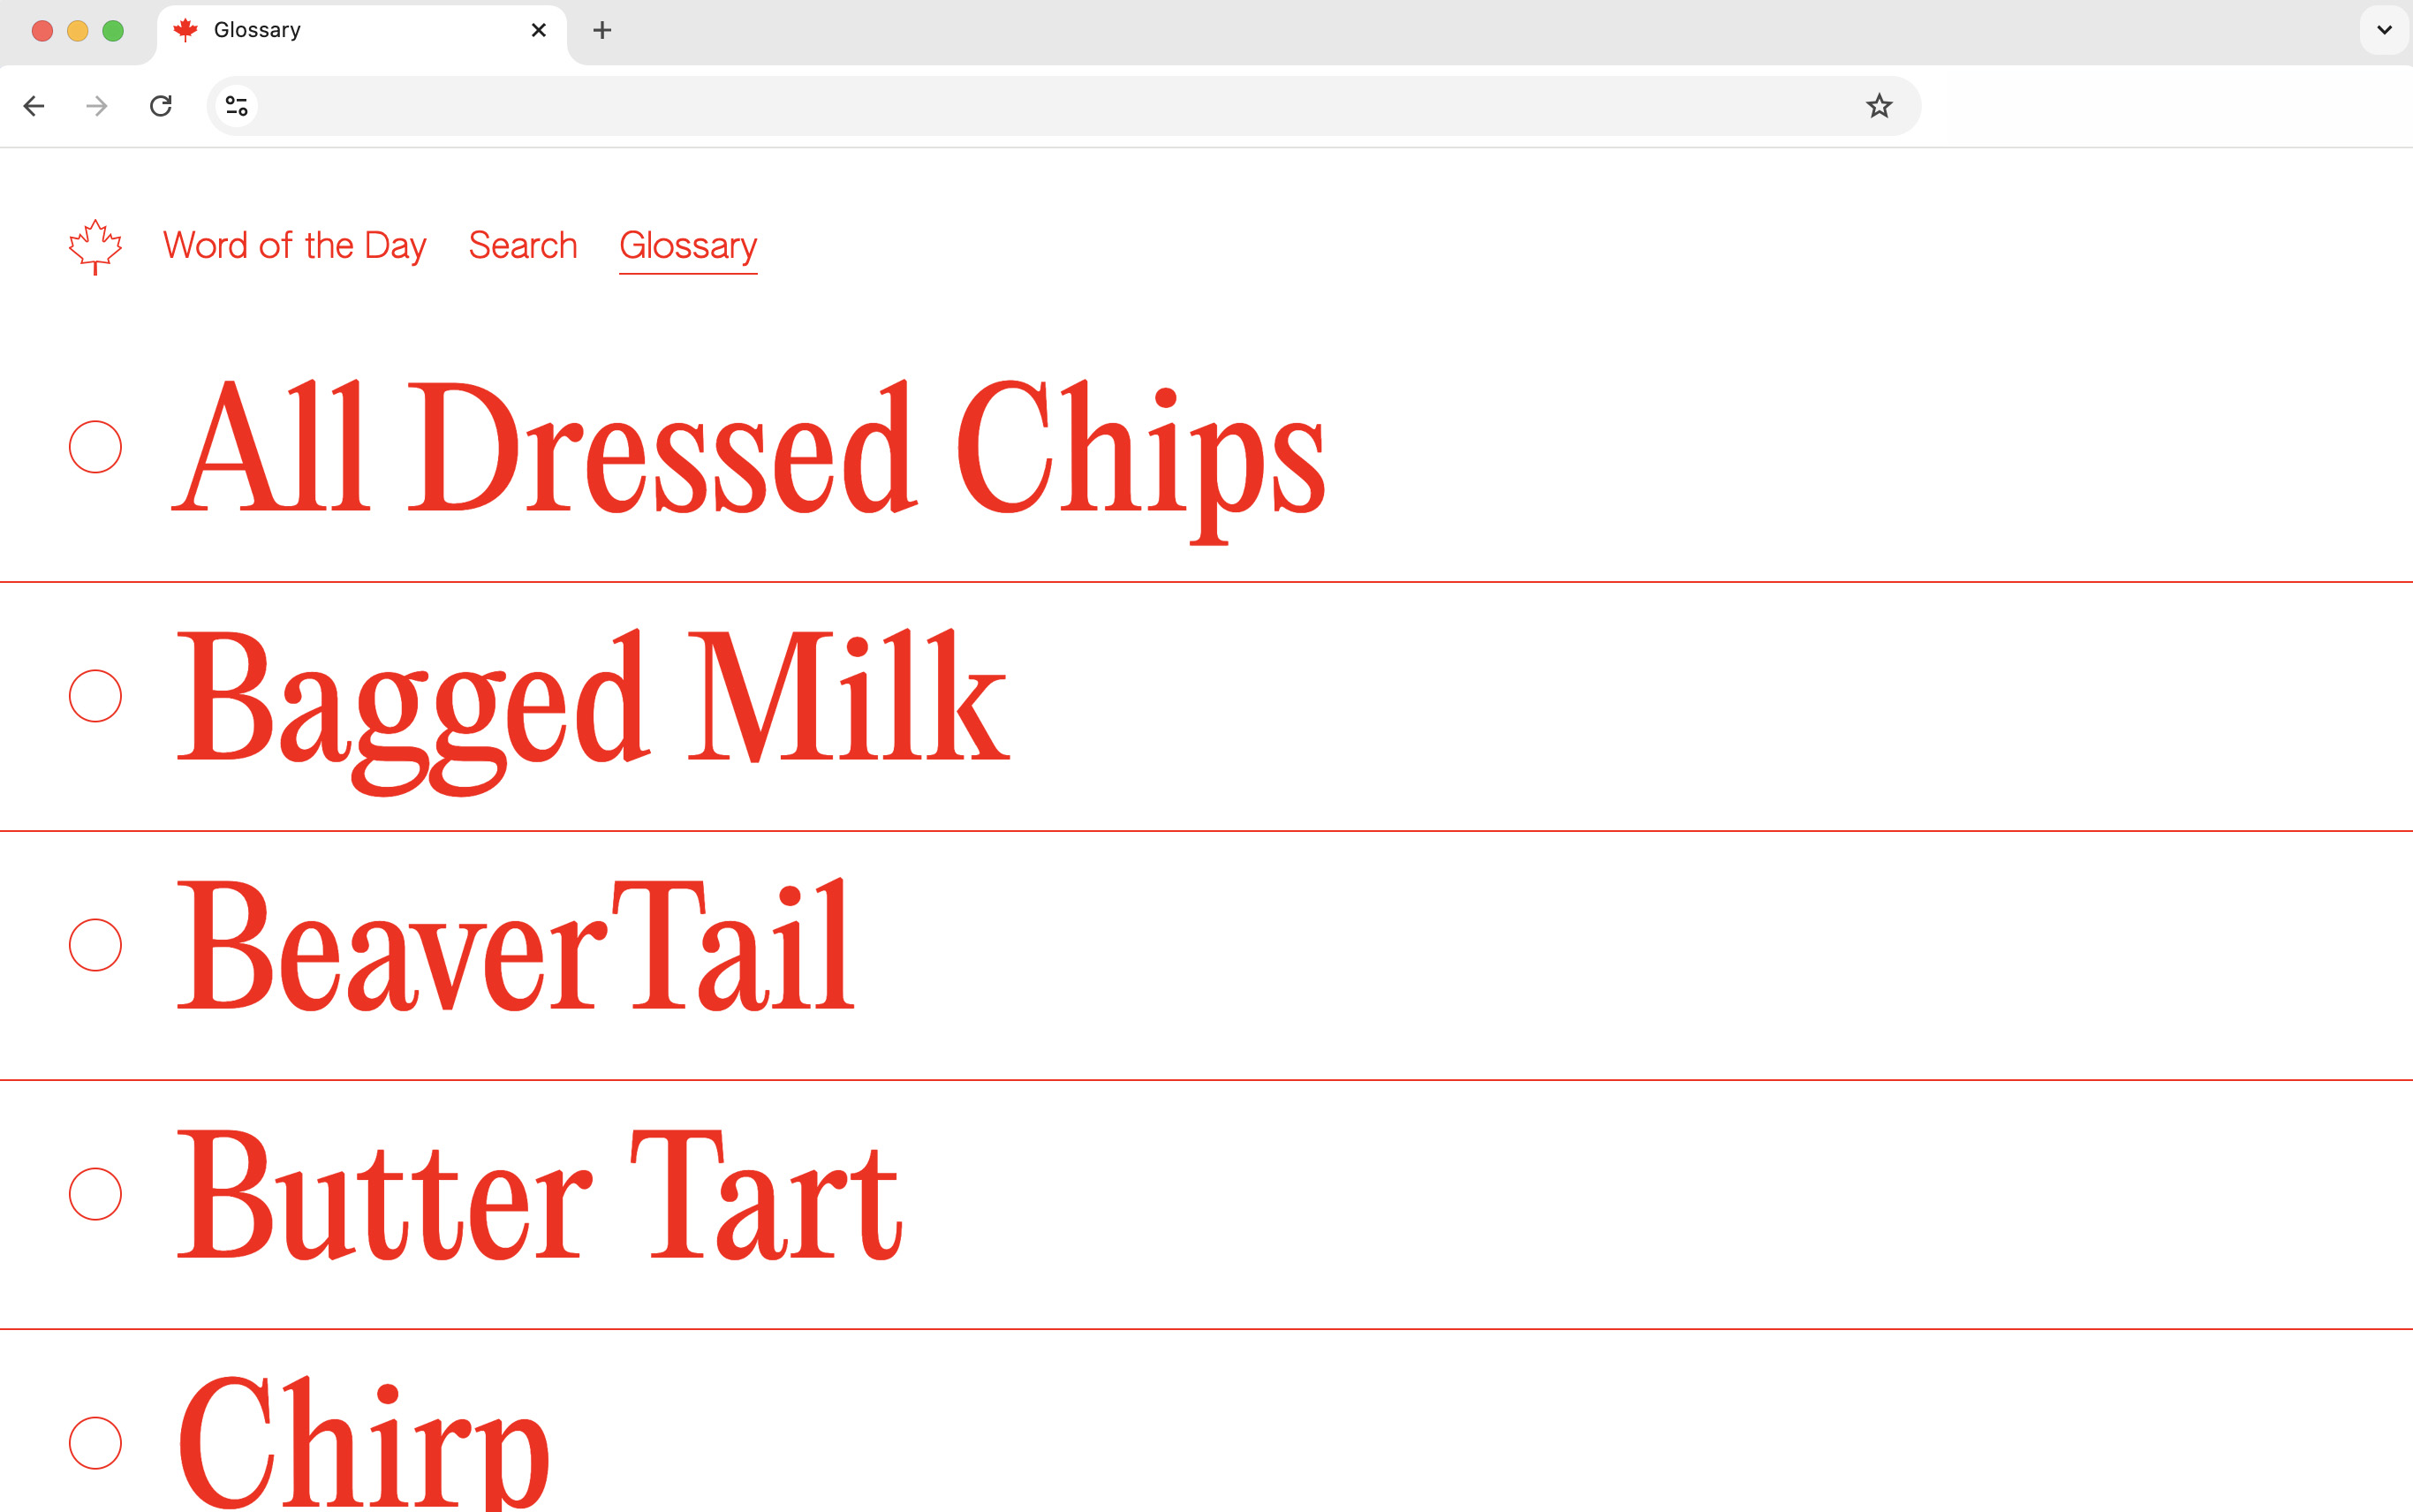 Glossary
Word of the Day Search Glossary
All Dressed Chips
Bagged Milk
BeaverTail
Butter Tart
Chirp